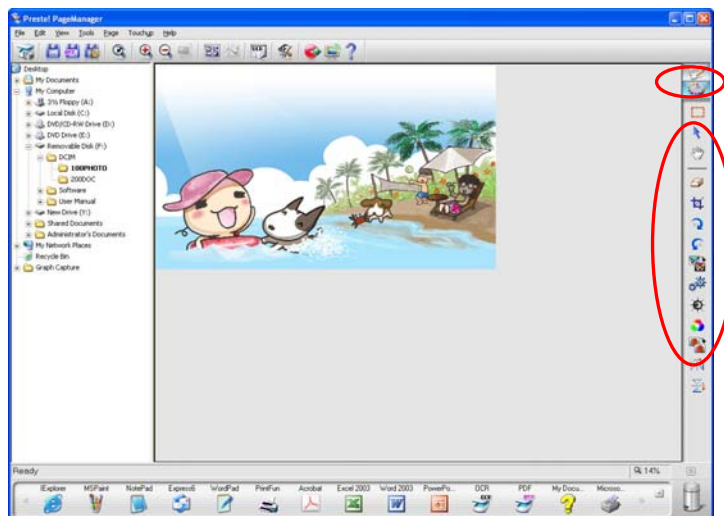 Presto! PageManager
File Edit View Tools Page Touchup Help
Desktop
My Documents
My Computer
3½ Floppy (A:)
Local Disk (C:)
DVD/CD-RW Drive (D:)
DVD Drive (E:)
Removable Disk (F:)
DCIM
100PHOTO
200DOC
Software
User Manual
New Drive (Y:)
Shared Documents
Administrator's Documents
My Network Places
Recycle Bin
Graph Capture
Ready
14%
IExplorer MSPaint NotePad Express6 WordPad PrintFun Acrobat Excel 2003 Word 2003 PowerPo... OCR PDF My Docu... Microso...